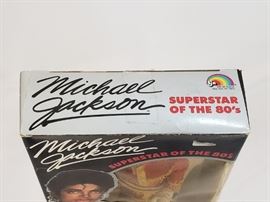 Michael
Jackson
SUPERSTAR
OF THE 80's
Michael
Jackson
SUPERSTAR OF THE 80's